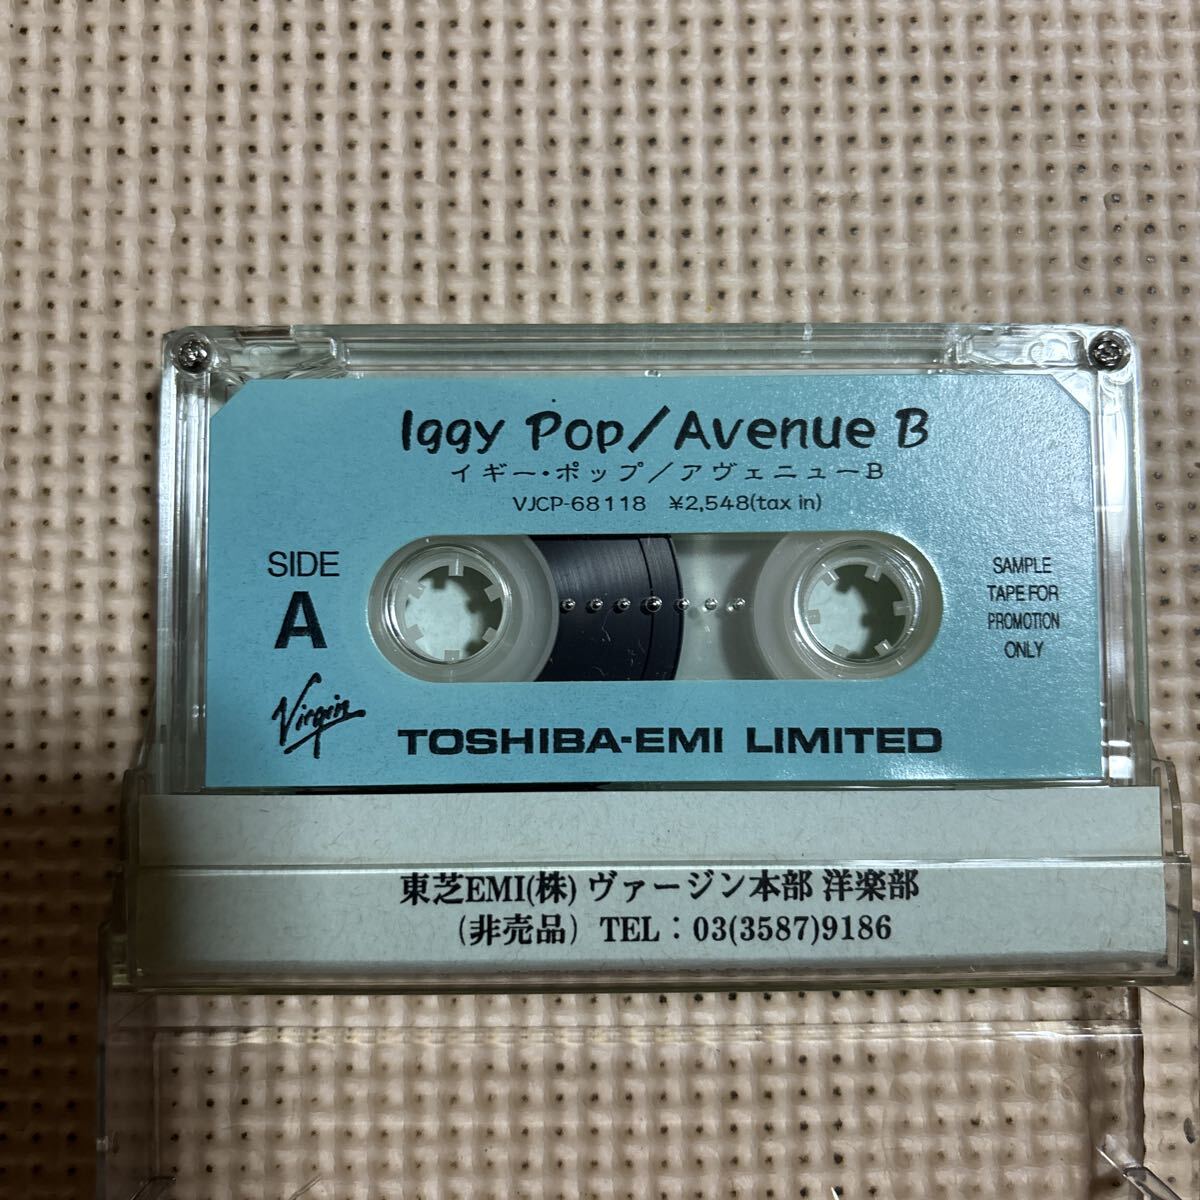 Iggy Pop/Avenue B
イギー・ポップ/アヴェニューB
VJCP-68118 ¥2,548(tax in)
SIDE
A
SAMPLE
TAPE FOR
PROMOTION
ONLY
Virgin
TOSHIBA-EMI LIMITED
東芝EMI(株) ヴァージン本部 洋楽部
(非売品) TEL：03(3587)9186